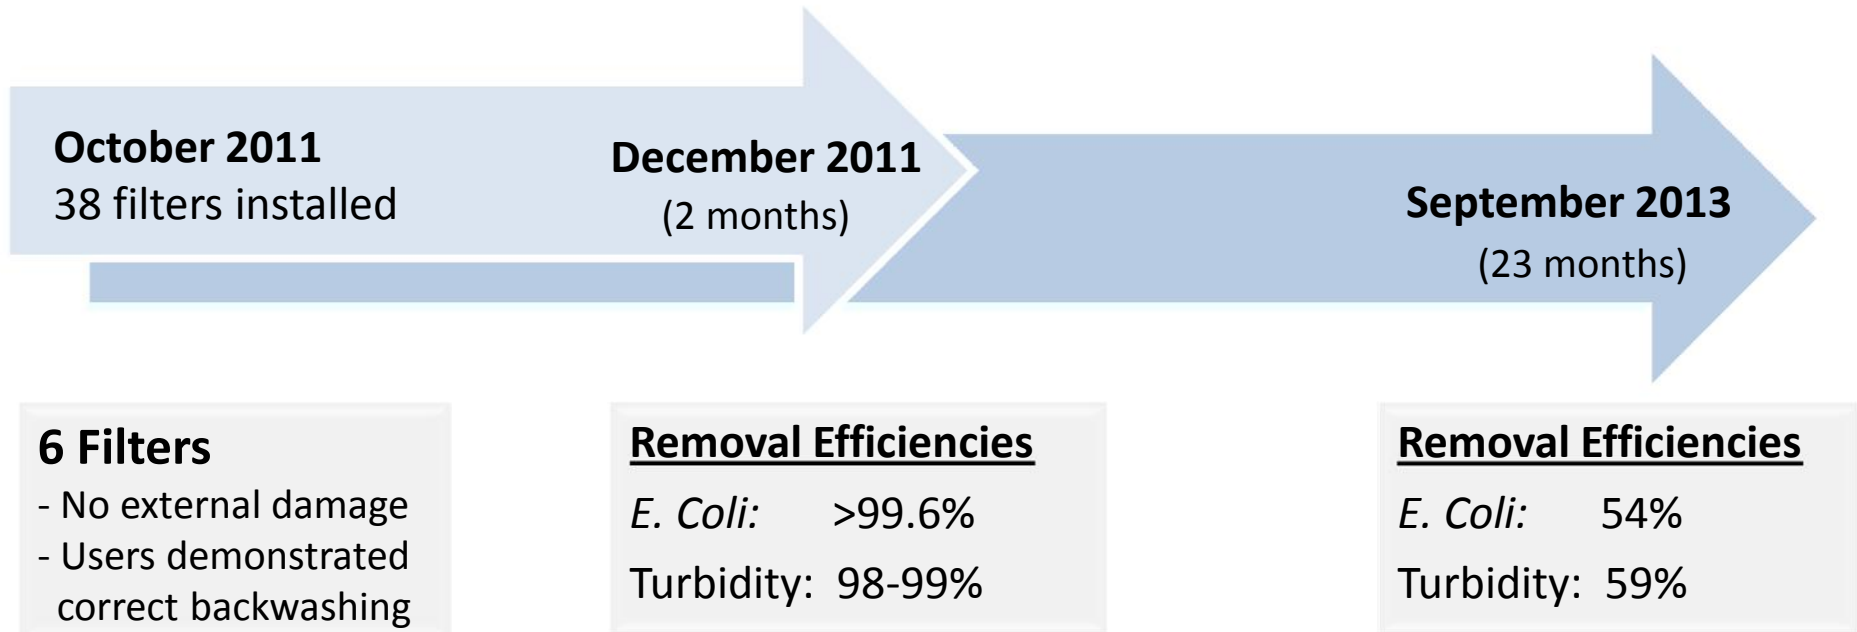 October 2011
38 filters installed
December 2011
(2 months)
September 2013
(23 months)
6 Filters
- No external damage
- Users demonstrated
correct backwashing
Removal Efficiencies
E. Coli: >99.6%
Turbidity: 98-99%
Removal Efficiencies
E. Coli: 54%
Turbidity: 59%